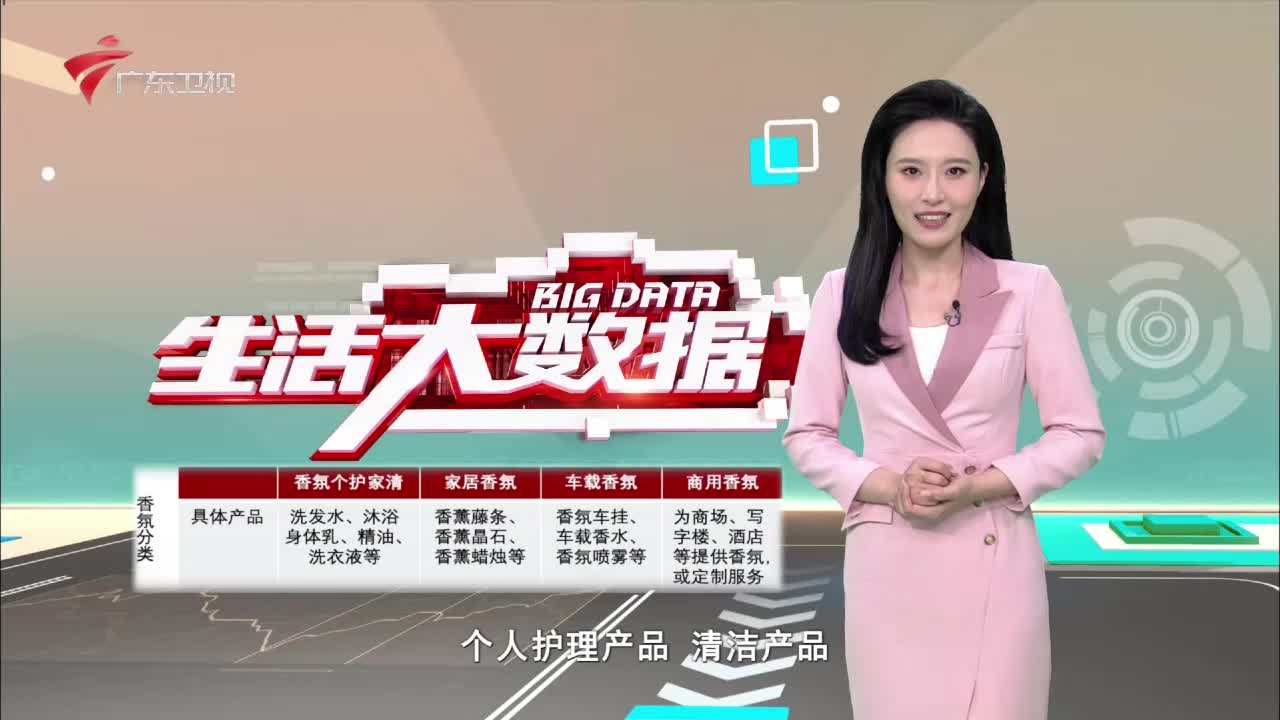 广东卫视
BIG DATA
生活大数据
香氛分类
香氛个护家清
家居香氛
车载香氛
商用香氛
具体产品
洗发水、沐浴
身体乳、精油、
洗衣液等
香薰藤条、
香薰晶石、
香薰蜡烛等
香氛车挂、
车载香水、
香氛喷雾等
为商场、写
字楼、酒店
等提供香氛,
或定制服务
个人护理产品 清洁产品